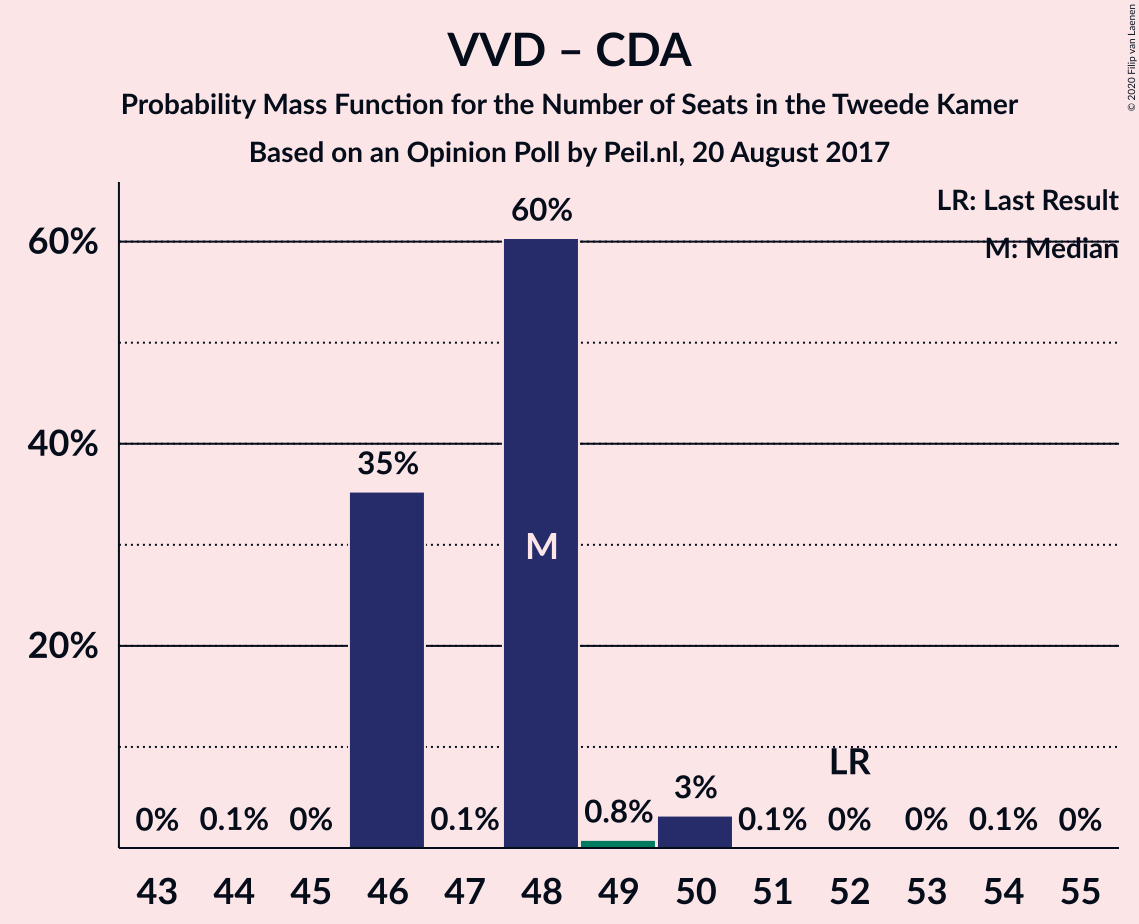 VVD – CDA
Probability Mass Function for the Number of Seats in the Tweede Kamer
Based on an Opinion Poll by Peil.nl, 20 August 2017
© 2020 Filip van Laenen
LR: Last Result
M: Median
60%
40%
20%
0% 0.1% 0% 35% 0.1% 60% 0.8% 3% 0.1% 0% 0% 0.1% 0%
M
LR
43 44 45 46 47 48 49 50 51 52 53 54 55